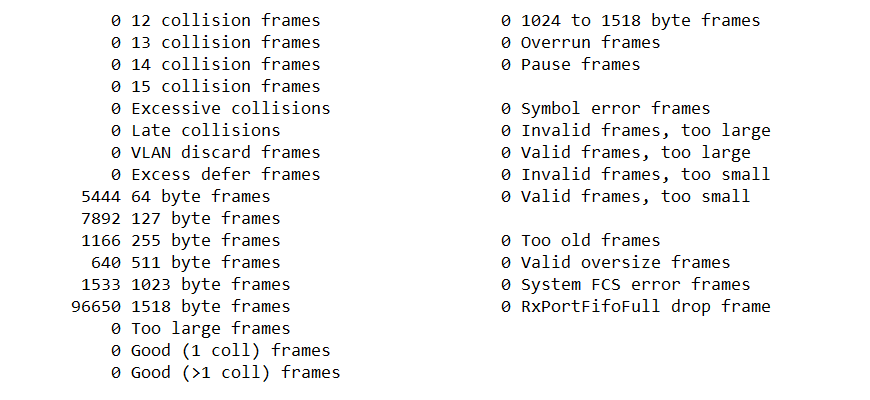 0 12 collision frames 0 1024 to 1518 byte frames
0 13 collision frames 0 Overrun frames
0 14 collision frames 0 Pause frames
0 15 collision frames
0 Excessive collisions 0 Symbol error frames
0 Late collisions 0 Invalid frames, too large
0 VLAN discard frames 0 Valid frames, too large
0 Excess defer frames 0 Invalid frames, too small
5444 64 byte frames 0 Valid frames, too small
7892 127 byte frames
1166 255 byte frames 0 Too old frames
640 511 byte frames 0 Valid oversize frames
1533 1023 byte frames 0 System FCS error frames
96650 1518 byte frames 0 RxPortFifoFull drop frame
0 Too large frames
0 Good (1 coll) frames
0 Good (>1 coll) frames